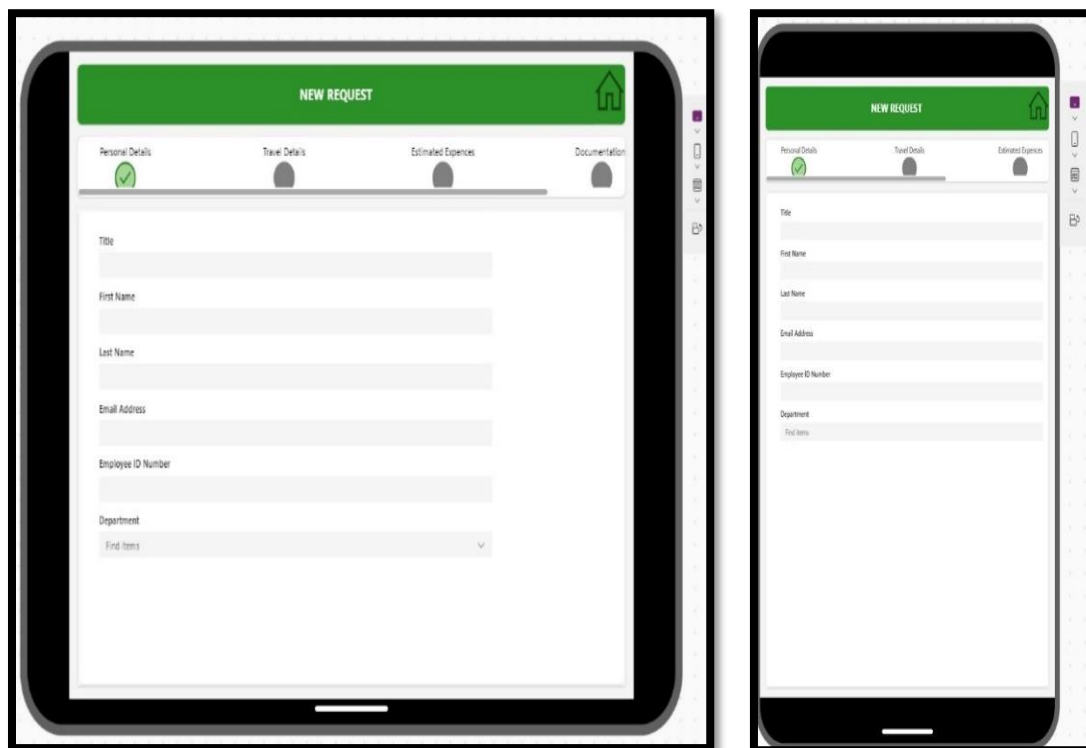 NEW REQUEST
Personal Details Travel Details Estimated Expences Documentation
Title
First Name
Last Name
Email Address
Employee ID Number
Department
Find items
NEW REQUEST
Personal Details Travel Details Estimated Expences
Title
First Name
Last Name
Email Address
Employee ID Number
Department
Find items